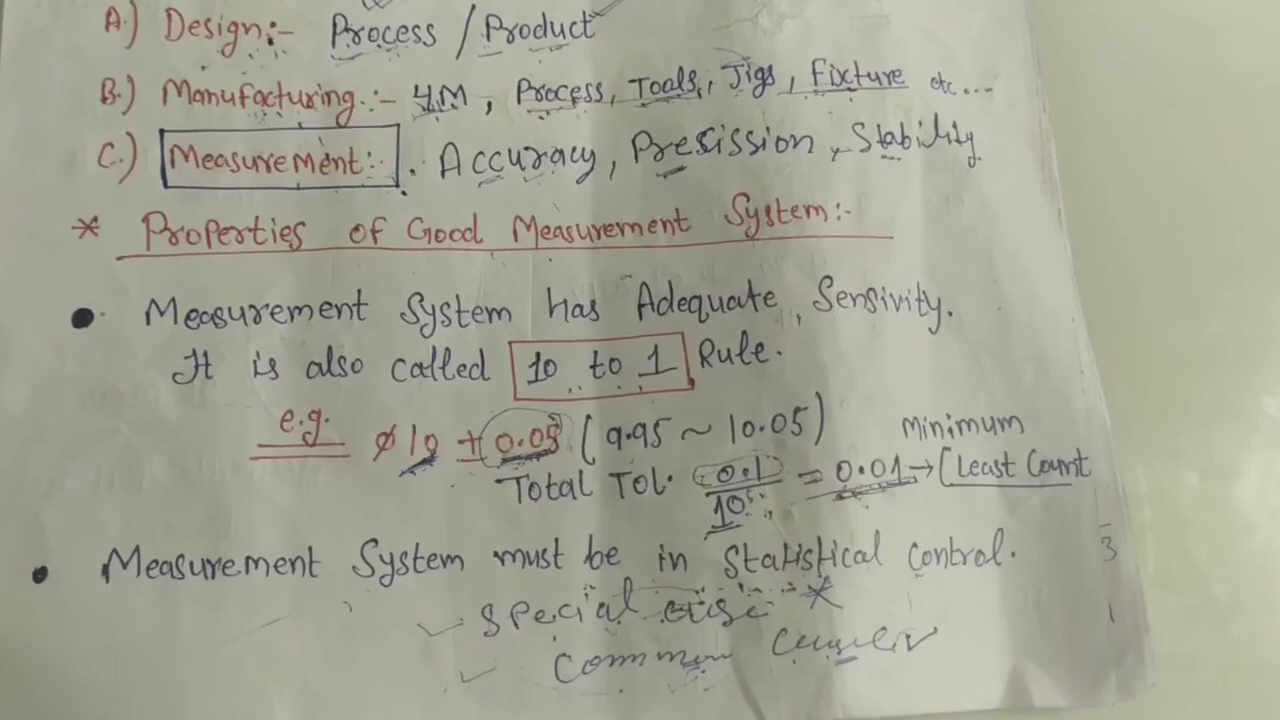 A.) Design:- Process / Product
B.) Manufacturing:- 4M, Process, Tools, Jigs, Fixture etc....
C.) Measurement:- Accuracy, Presission, Stability
* Properties of Good Measurement System:-
• Measurement System has Adequate, Sensivity.
It is also called 10 to 1 Rule.
e.g. ϕ10 ± 0.05 (9.95 ~ 10.05)
Minimum
Total Tol. 0.1/10 = 0.01 → (Least Count
• Measurement System must be in Statistical Control.
Special
Common